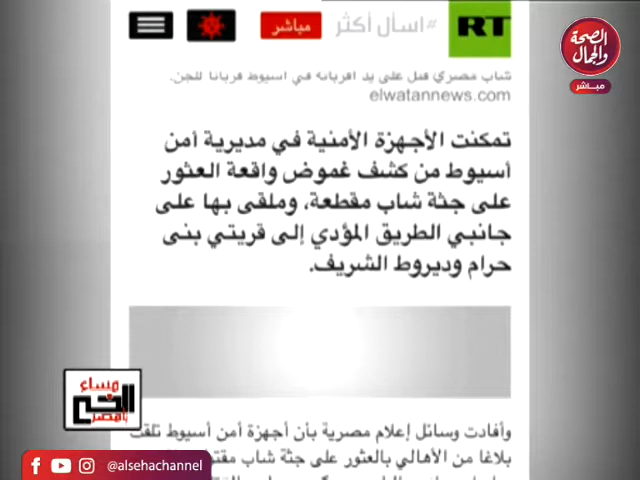 #اسأل أكثر
مباشر
RT
الصحة
والجمال
مباشر
شاب مصري قتل على يد أقربائه في أسيوط قربانا للجن.
elwatannews.com
تمكنت الأجهزة الأمنية في مديرية أمن
أسيوط من كشف غموض واقعة العثور
على جثة شاب مقطعة، وملقى بها على
جانبي الطريق المؤدي إلى قريتي بنى
حرام وديروط الشريف.
مساء
الخير
يامصر
وأفادت وسائل إعلام مصرية بأن أجهزة أمن أسيوط تلقت
بلاغا من الأهالي بالعثور على جثة شاب
@alsehachannel